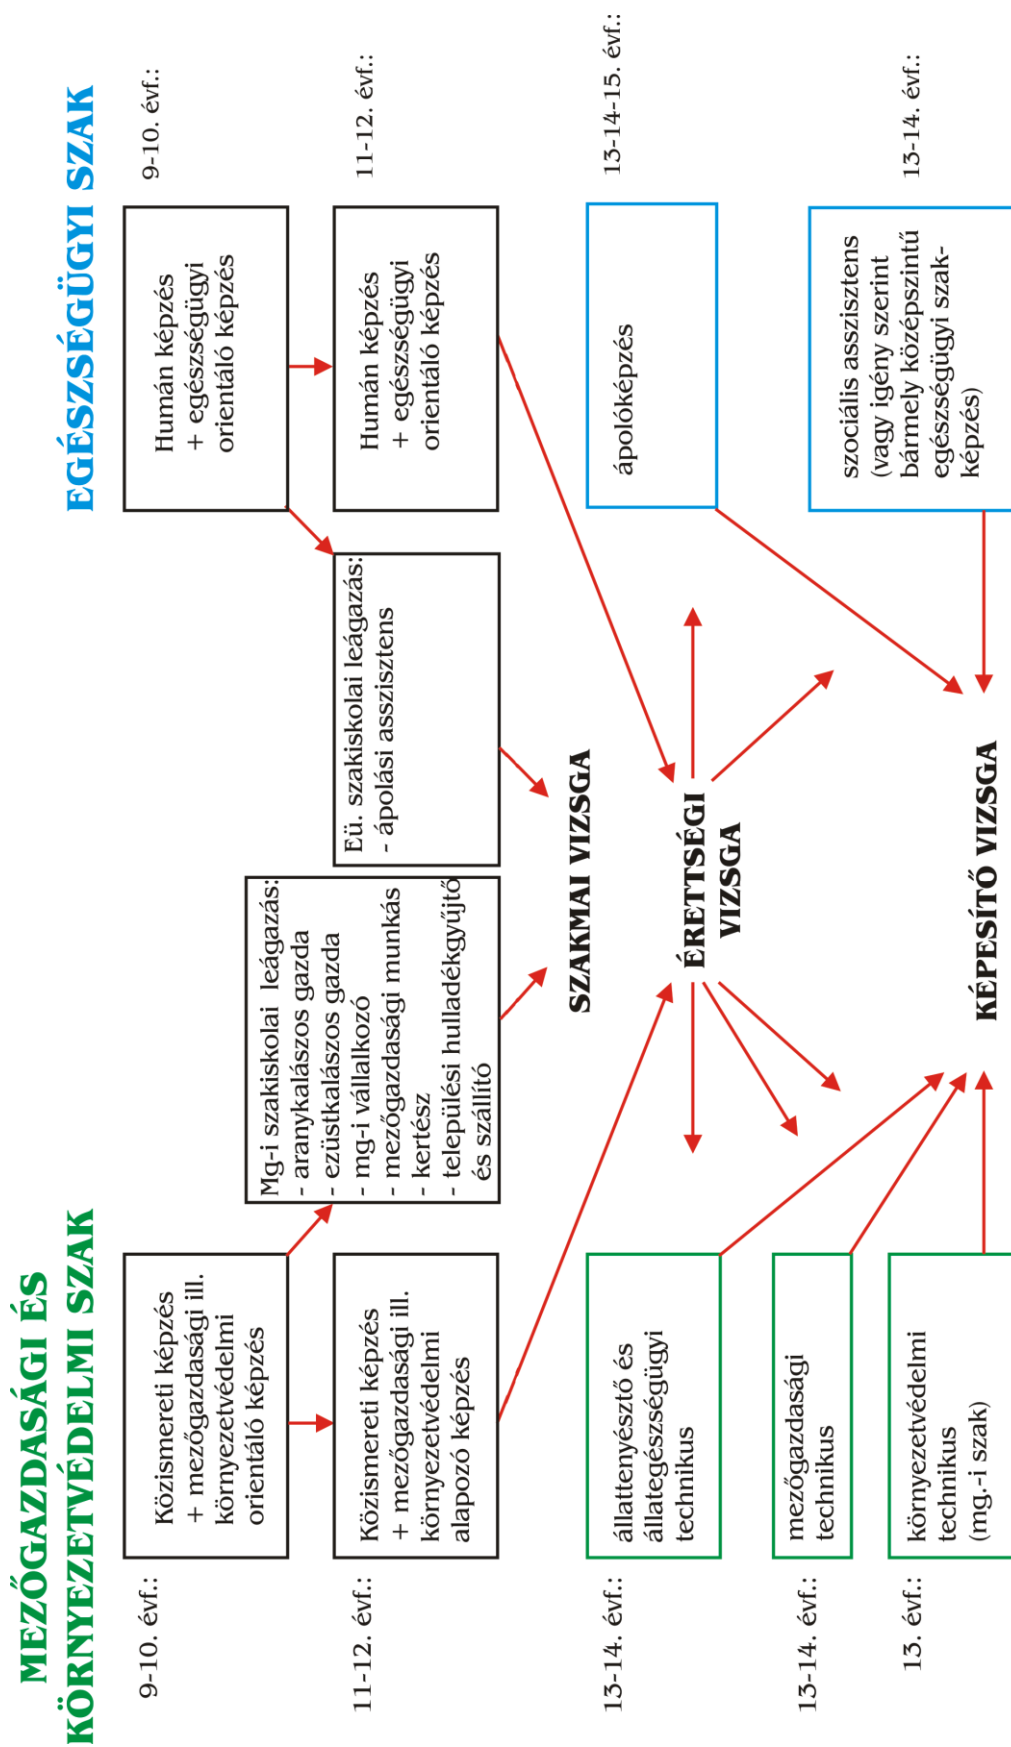 MEZŐGAZDASÁGI ÉS
KÖRNYEZETVÉDELMI SZAK
EGÉSZSÉGÜGYI SZAK
9-10. évf.:
Közismereti képzés
+ mezőgazdasági ill.
környezetvédelmi
orientáló képzés
Humán képzés
+ egészségügyi
orientáló képzés
9-10. évf.:
11-12. évf.:
Közismereti képzés
+ mezőgazdasági ill.
környezetvédelmi
alapozó képzés
Mg-i szakiskolai leágazás:
- aranykalászos gazda
- ezüstkalászos gazda
- mg-i vállalkozó
- mezőgazdasági munkás
- kertész
- települési hulladékgyűjtő
és szállító
Eü. szakiskolai leágazás:
- ápolási asszisztens
Humán képzés
+ egészségügyi
orientáló képzés
11-12. évf.:
SZAKMAI VIZSGA
13-14. évf.:
állattenyésztő és
állategészségügyi
technikus
ÉRETTSÉGI
VIZSGA
ápolóképzés
13-14-15. évf.:
13-14. évf.:
mezőgazdasági
technikus
13. évf.:
környezetvédelmi
technikus
(mg.-i szak)
KÉPESÍTŐ VIZSGA
szociális asszisztens
(vagy igény szerint
bármely középszintű
egészségügyi szak-
képzés)
13-14. évf.: